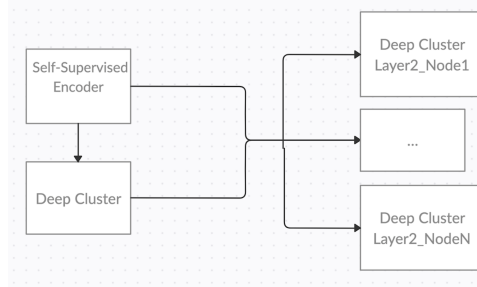 Self-Supervised
Encoder
Deep Cluster
Deep Cluster
Layer2_Node1
...
Deep Cluster
Layer2_NodeN